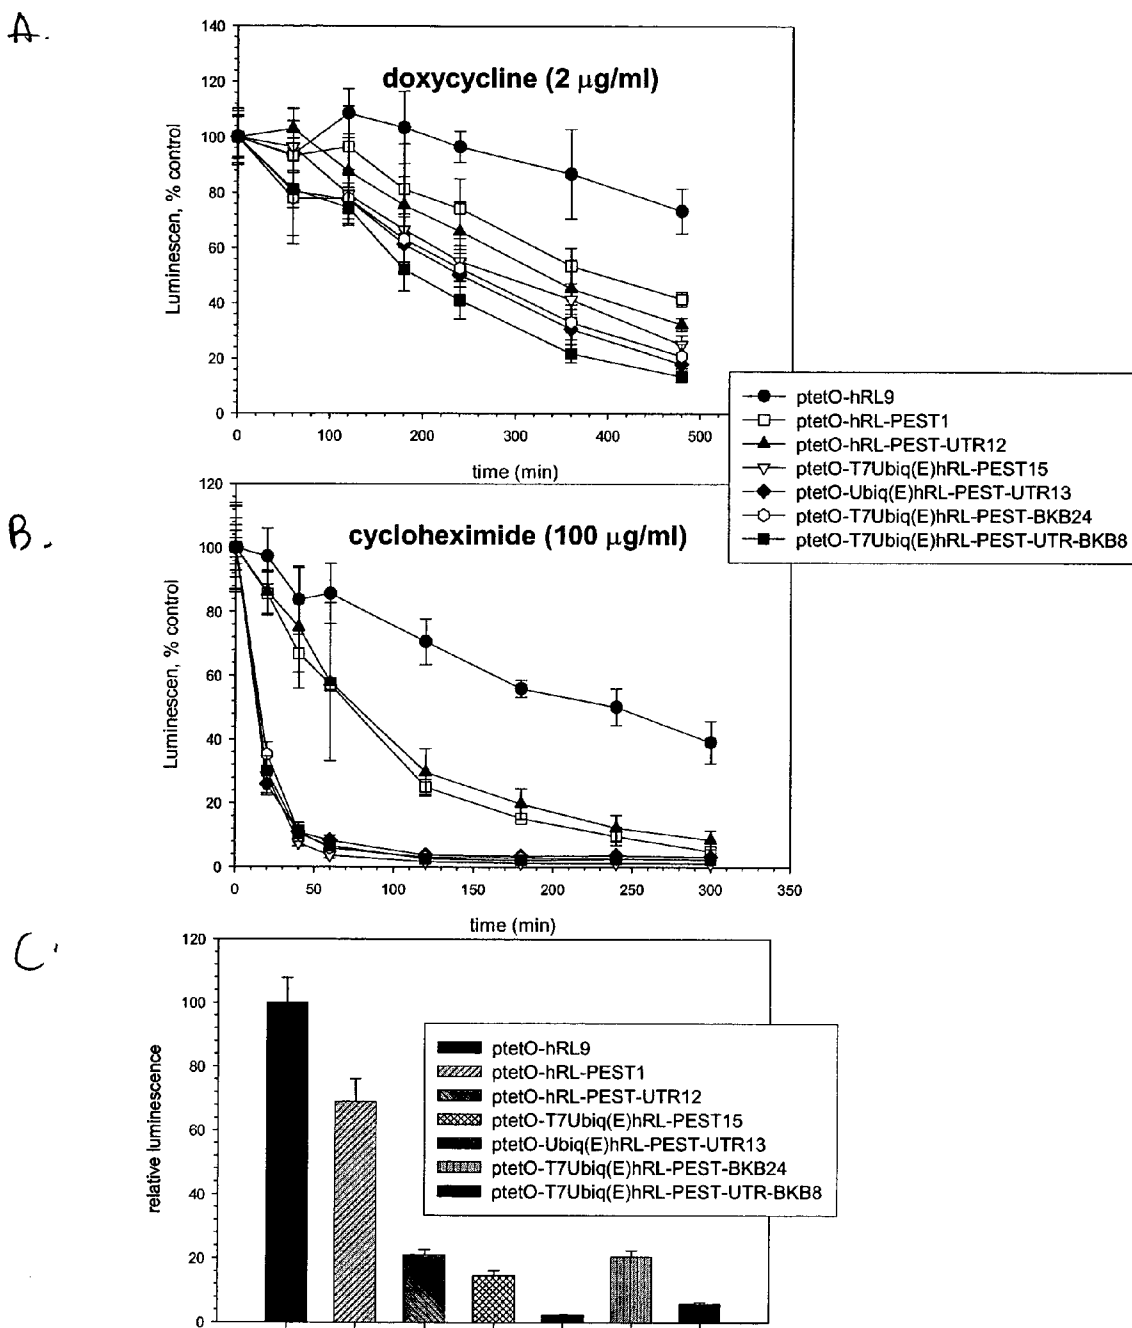 A.
140
120
100
80
60
40
20
0
doxycycline (2 μg/ml)
Luminescen, % control
0 100 200 300 400 500
time (min)
ptetO-hRL9
ptetO-hRL-PEST1
ptetO-hRL-PEST-UTR12
ptetO-T7Ubiq(E)hRL-PEST15
ptetO-Ubiq(E)hRL-PEST-UTR13
ptetO-T7Ubiq(E)hRL-PEST-BKB24
ptetO-T7Ubiq(E)hRL-PEST-UTR-BKB8
B.
120
100
80
60
40
20
0
cycloheximide (100 μg/ml)
Luminescen, % control
0 50 100 150 200 250 300 350
time (min)
C
120
100
80
60
40
20
0
relative luminescence
ptetO-hRL9
ptetO-hRL-PEST1
ptetO-hRL-PEST-UTR12
ptetO-T7Ubiq(E)hRL-PEST15
ptetO-Ubiq(E)hRL-PEST-UTR13
ptetO-T7Ubiq(E)hRL-PEST-BKB24
ptetO-T7Ubiq(E)hRL-PEST-UTR-BKB8